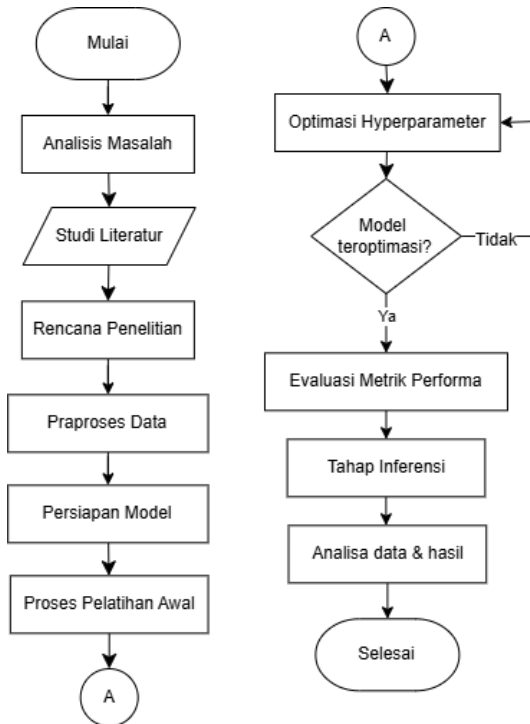 Mulai
Analisis Masalah
Studi Literatur
Rencana Penelitian
Praproses Data
Persiapan Model
Proses Pelatihan Awal
A
A
Optimasi Hyperparameter
Model
teroptimasi?
Tidak
Ya
Evaluasi Metrik Performa
Tahap Inferensi
Analisa data & hasil
Selesai